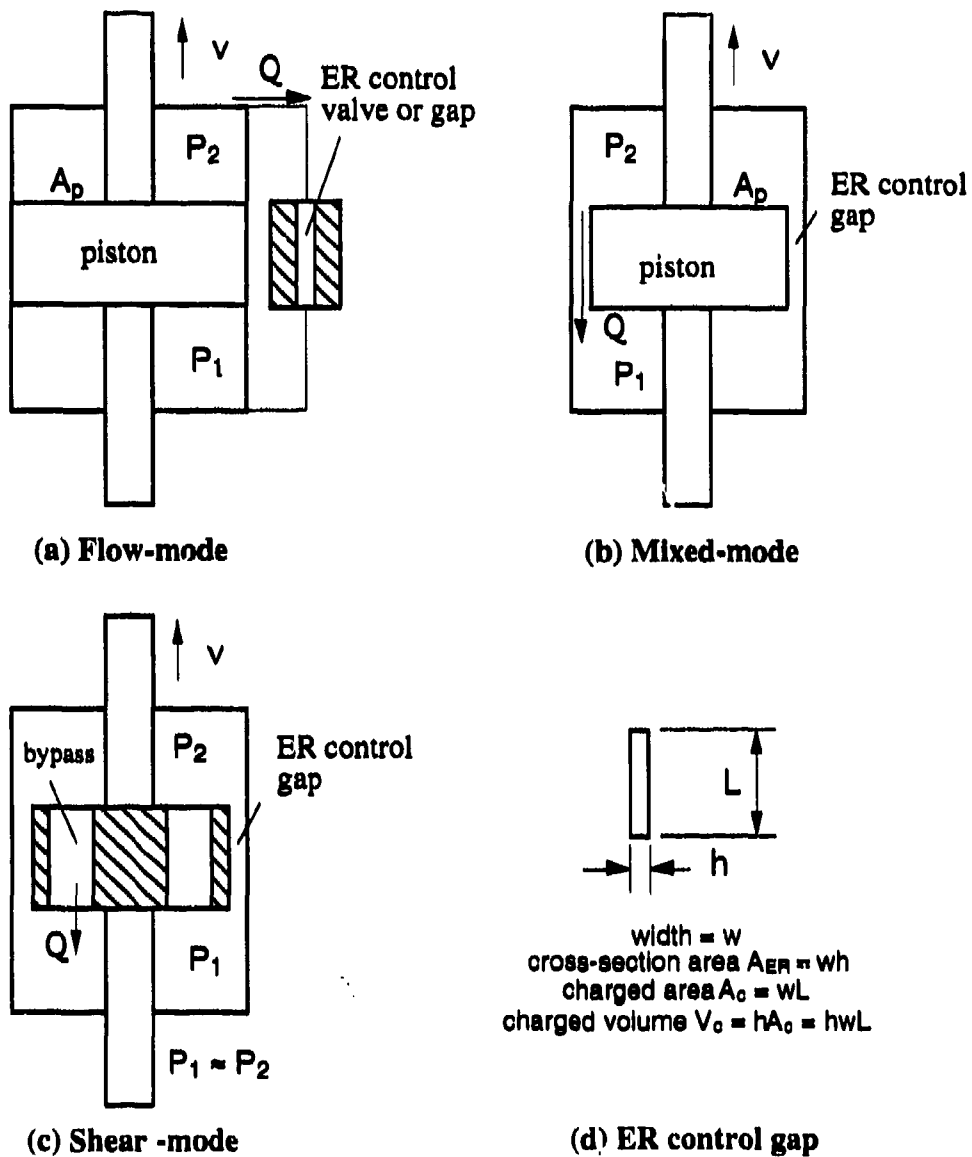 v
Q
ER control
valve or gap
P2
Ap
piston
P1
(a) Flow-mode
v
P2
Ap
ER control
gap
piston
Q
P1
(b) Mixed-mode
v
bypass
P2
ER control
gap
Q
P1
P1 ≈ P2
(c) Shear -mode
L
h
width = w
cross-section area AER = wh
charged area Ac = wL
charged volume Vc = hAc = hwL
(d) ER control gap